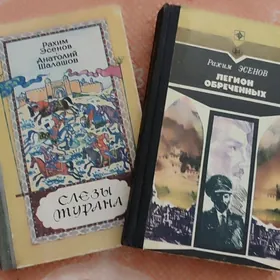 Рахим
Эсенов
Анатолий
Шалашов
СЛЕЗЫ
ТУРАНА
Рахим ЭСЕНОВ
ЛЕГИОН
ОБРЕЧЕННЫХ